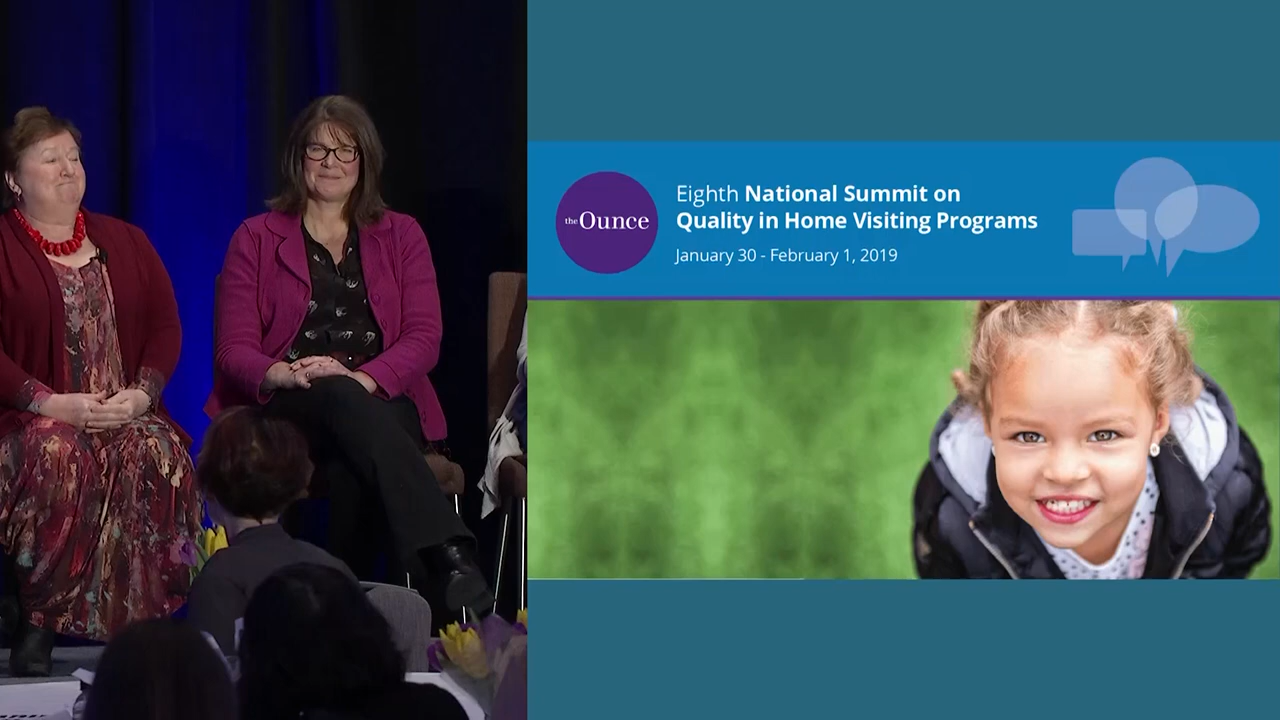 the Ounce
Eighth National Summit on
Quality in Home Visiting Programs
January 30 - February 1, 2019